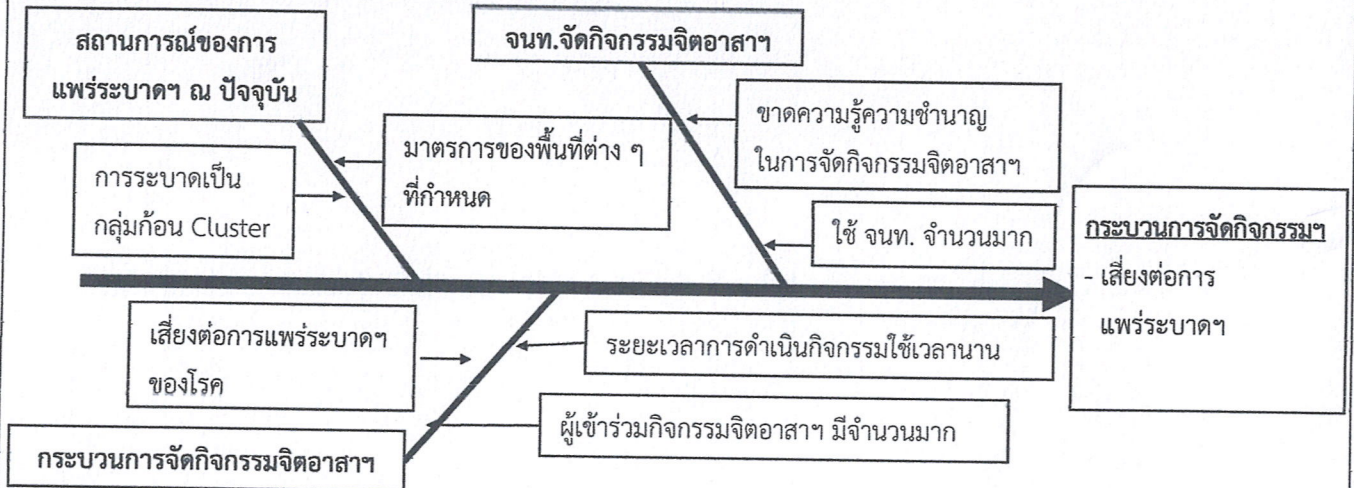 สถานการณ์ของการ
แพร่ระบาดฯ ณ ปัจจุบัน
จนท.จัดกิจกรรมจิตอาสาฯ
มาตรการของพื้นที่ต่าง ๆ
ที่กำหนด
การระบาดเป็น
กลุ่มก้อน Cluster
ขาดความรู้ความชำนาญ
ในการจัดกิจกรรมจิตอาสาฯ
ใช้ จนท. จำนวนมาก
กระบวนการจัดกิจกรรมฯ
- เสี่ยงต่อการ
แพร่ระบาดฯ
เสี่ยงต่อการแพร่ระบาดฯ
ของโรค
ระยะเวลาการดำเนินกิจกรรมใช้เวลานาน
ผู้เข้าร่วมกิจกรรมจิตอาสาฯ มีจำนวนมาก
กระบวนการจัดกิจกรรมจิตอาสาฯ